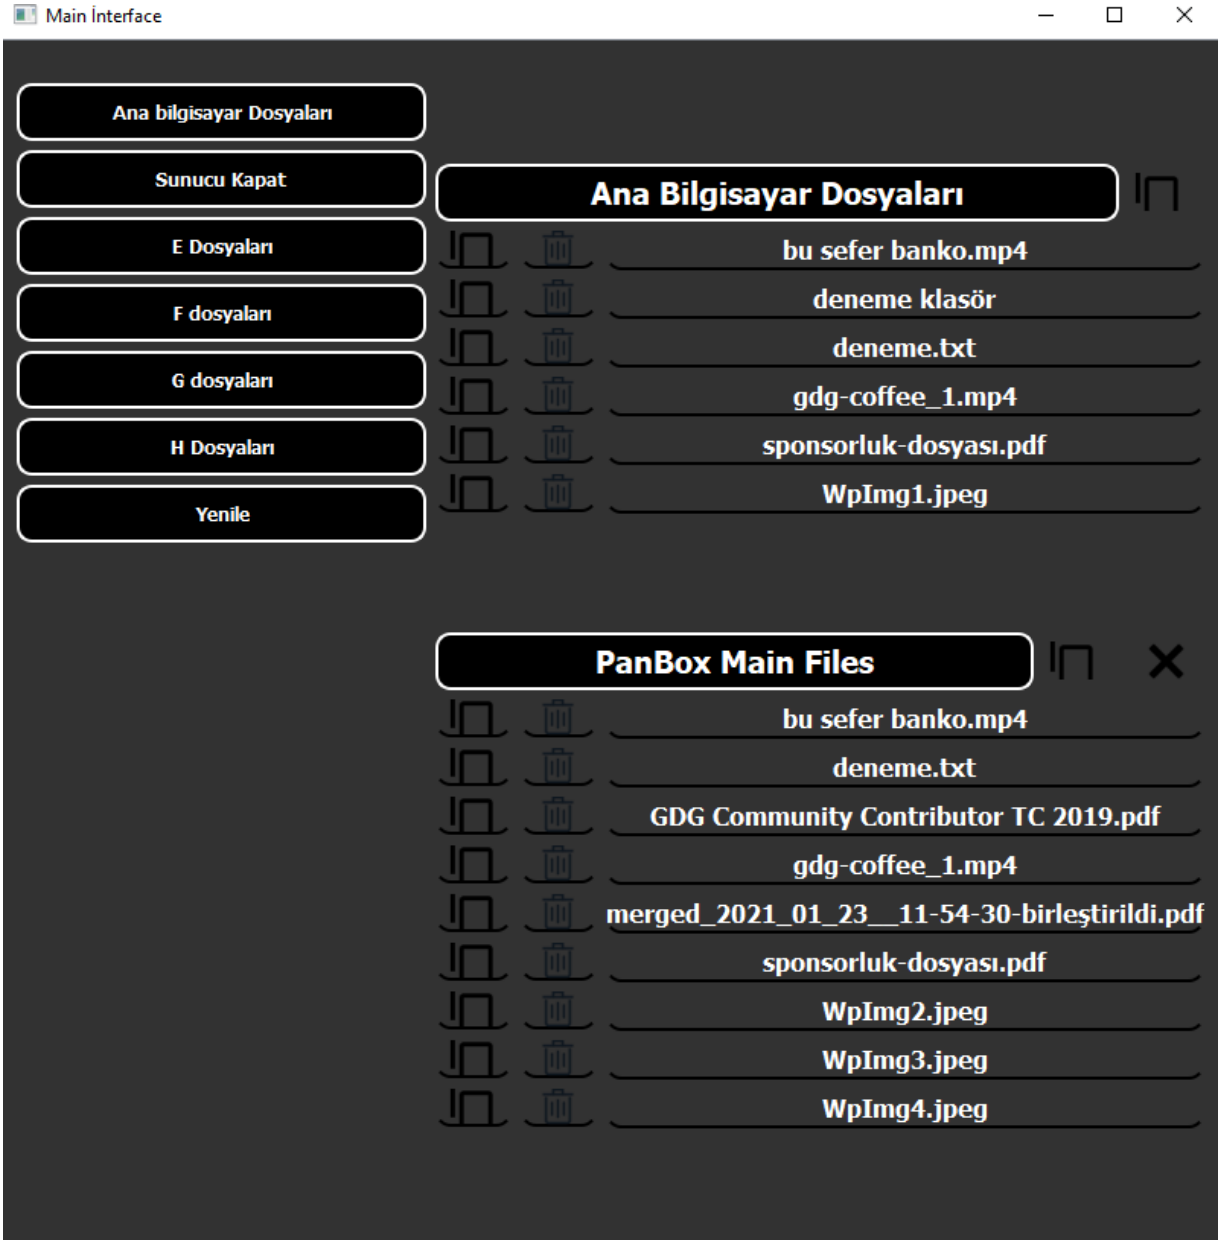 Main İnterface
Ana bilgisayar Dosyaları
Sunucu Kapat
E Dosyaları
F dosyaları
G dosyaları
H Dosyaları
Yenile
Ana Bilgisayar Dosyaları
bu sefer banko.mp4
deneme klasör
deneme.txt
gdg-coffee_1.mp4
sponsorluk-dosyası.pdf
WpImg1.jpeg
PanBox Main Files
bu sefer banko.mp4
deneme.txt
GDG Community Contributor TC 2019.pdf
gdg-coffee_1.mp4
merged_2021_01_23__11-54-30-birleştirildi.pdf
sponsorluk-dosyası.pdf
WpImg2.jpeg
WpImg3.jpeg
WpImg4.jpeg